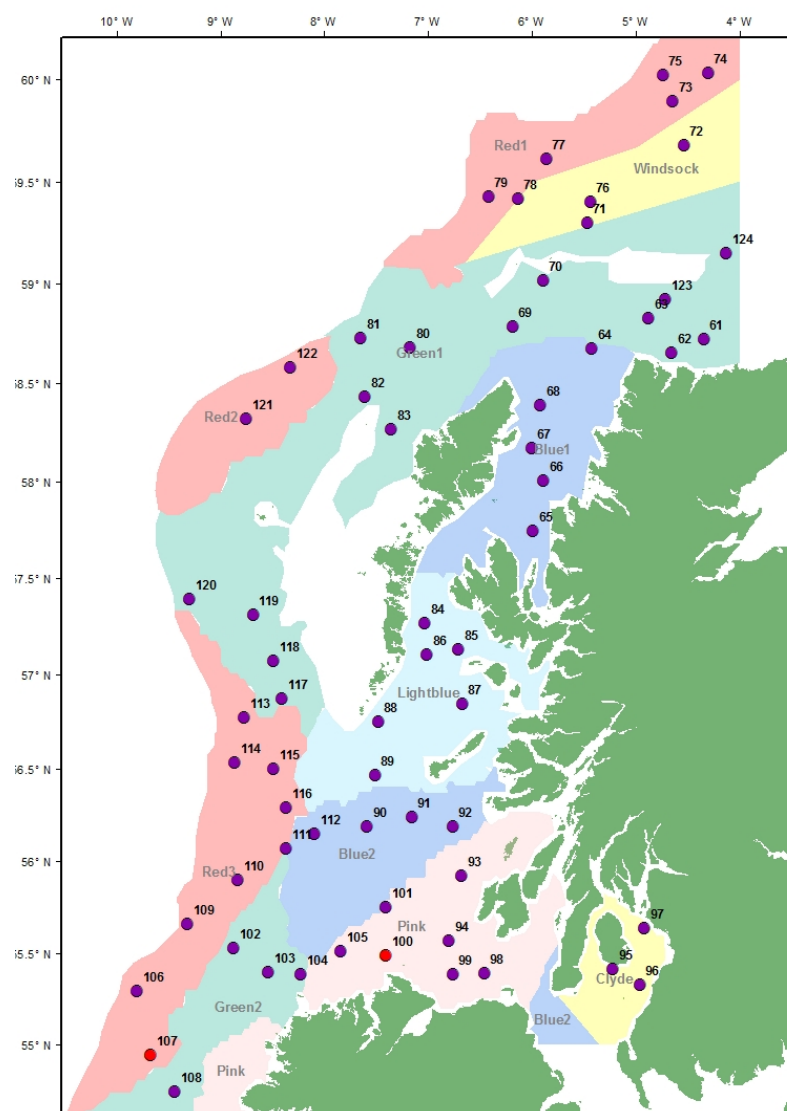 10° W 9° W 8° W 7° W 6° W 5° W 4° W
60° N
75 74
73
72
Red1 77
Windsock
79 78 76
59.5° N
71
124
59° N
70
123
63
69 61
81 80 64 62
Green1
122
58.5° N
82
121 68
Red2 83
67
Blue1
58° N
66
65
57.5° N
120
119 84
86 85
118
57° N
Lightblue
117 87
113 88
114 115
56.5° N
89
116 91
112 90 92
111
56° N
Blue2
Red3 93
110
101
109 Pink 97
102 105 100 94
55.5° N
103 104 99 98 95 96
Clyde
106
Green2
Blue2
107
55° N
Pink
108